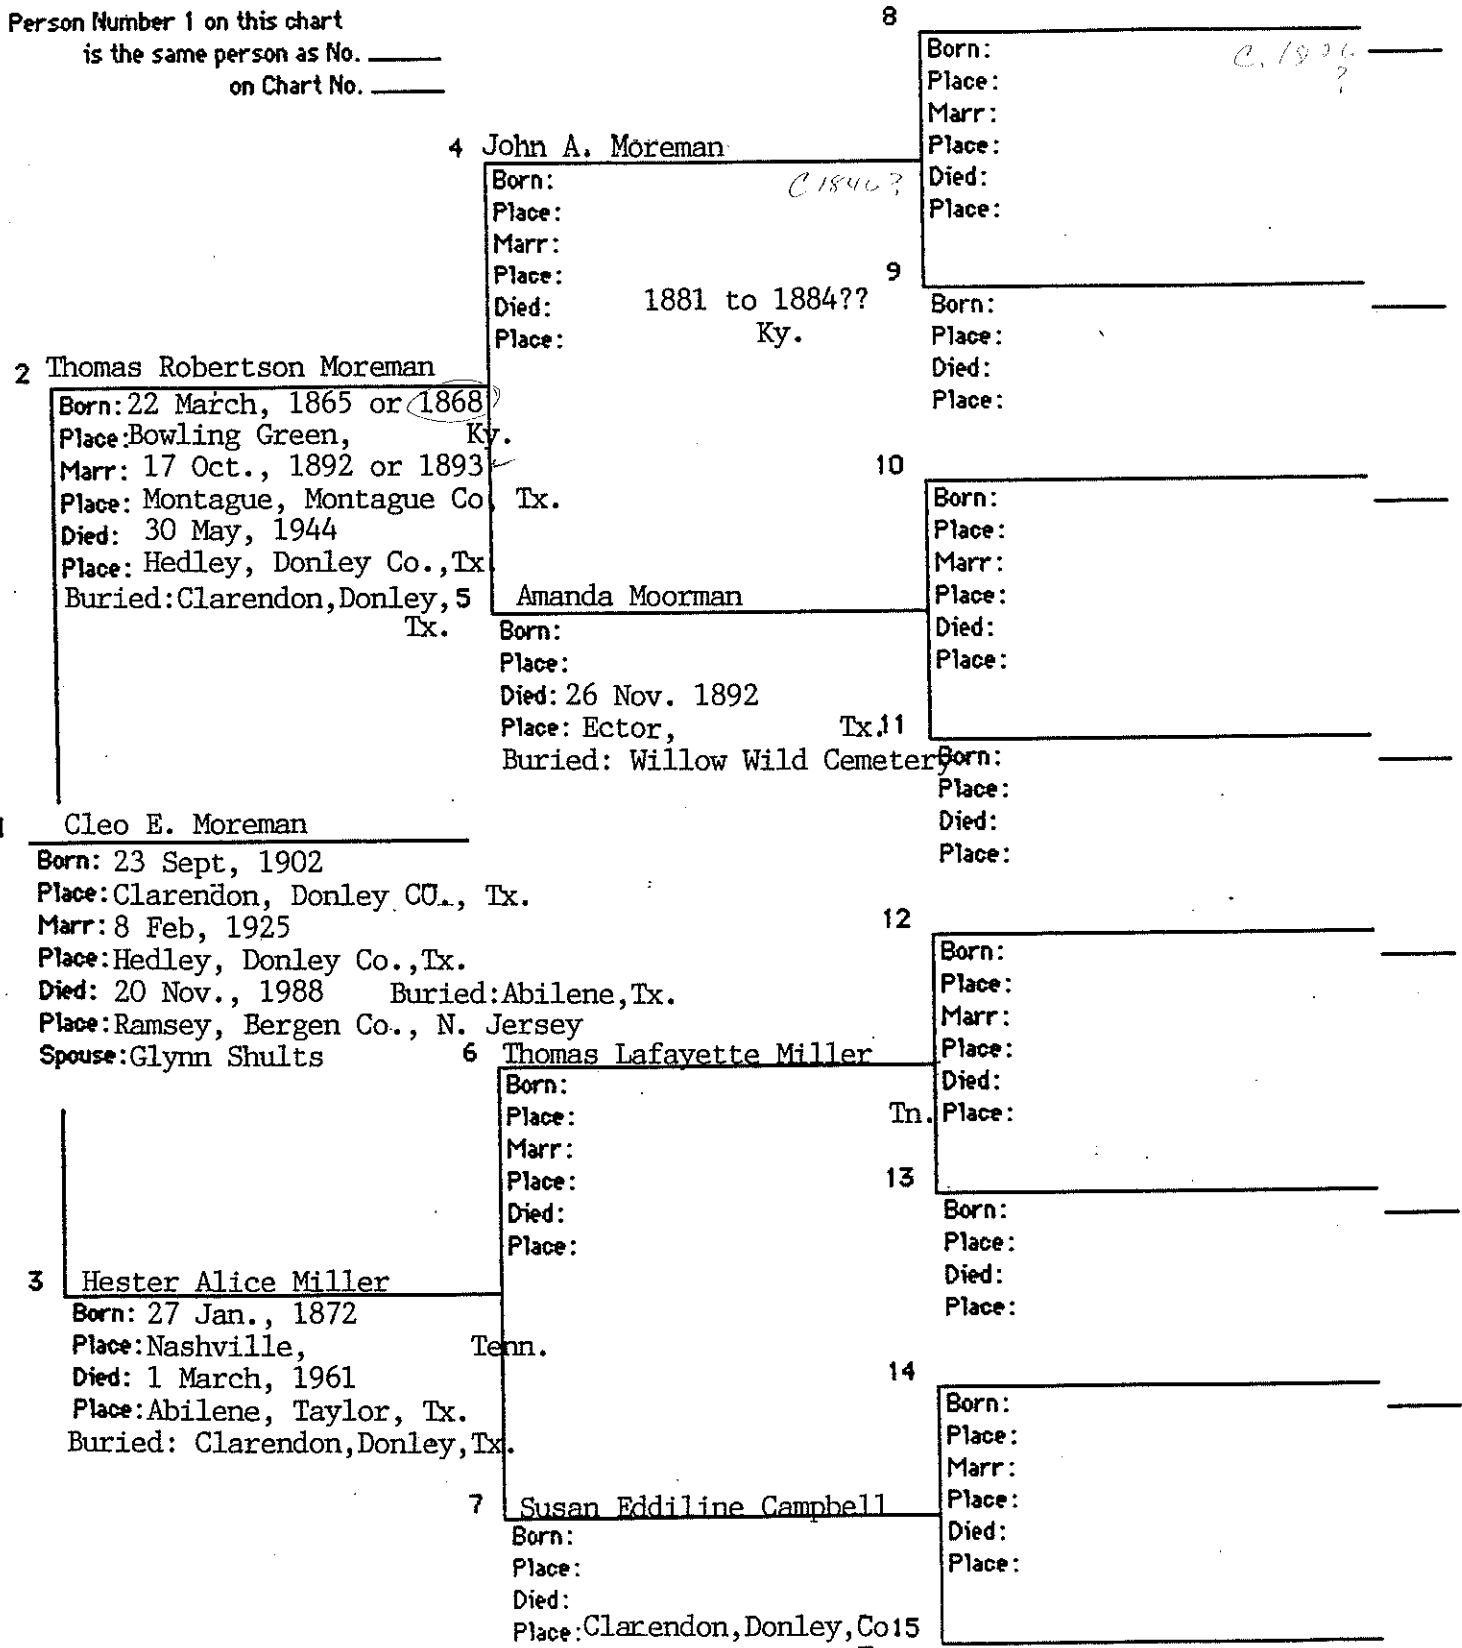 Person Number 1 on this chart
is the same person as No.
on Chart No.
8
Born:
Place:
Marr:
Place:
Died:
Place:
4 John A. Moreman
Born: C 1840?
Place:
Marr:
Place:
Died: 1881 to 1884??
Place: Ky.
9
Born:
Place:
Died:
Place:
2 Thomas Robertson Moreman
Born: 22 March, 1865 or 1868
Place: Bowling Green, Ky.
Marr: 17 Oct., 1892 or 1893
Place: Montague, Montague Co, Tx.
Died: 30 May, 1944
Place: Hedley, Donley Co.,Tx
Buried:Clarendon,Donley,
Tx.
10
Born:
Place:
Marr:
Place:
Died:
Place:
5 Amanda Moorman
Born:
Place:
Died: 26 Nov. 1892
Place: Ector, Tx.
Buried: Willow Wild Cemetery
11
Born:
Place:
Died:
Place:
Cleo E. Moreman
Born: 23 Sept, 1902
Place: Clarendon, Donley CO., Tx.
Marr: 8 Feb, 1925
Place: Hedley, Donley Co.,Tx.
Died: 20 Nov., 1988 Buried:Abilene,Tx.
Place: Ramsey, Bergen Co., N. Jersey
Spouse: Glynn Shults
12
Born:
Place:
Marr:
Place:
Died:
Place:
6 Thomas Lafayette Miller
Born:
Place: Tn.
Marr:
Place:
Died:
Place:
13
Born:
Place:
Died:
Place:
3 Hester Alice Miller
Born: 27 Jan., 1872
Place: Nashville, Tenn.
Died: 1 March, 1961
Place: Abilene, Taylor, Tx.
Buried: Clarendon,Donley,Tx.
14
Born:
Place:
Marr:
Place:
Died:
Place:
7 Susan Eddiline Campbell
Born:
Place:
Died:
Place: Clarendon,Donley,Co
15